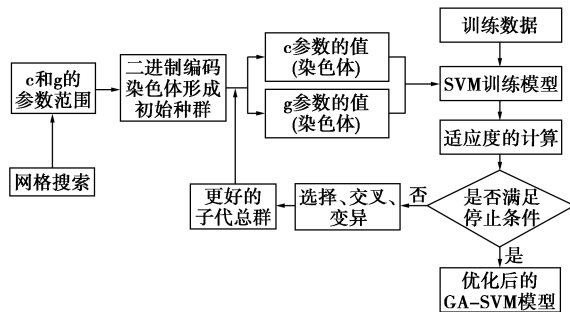 训练数据
c和g的
参数范围
二进制编码
染色体形成
初始种群
c参数的值
(染色体)
g参数的值
(染色体)
SVM训练模型
适应度的计算
网格搜索
更好的
子代总群
选择、交叉、
变异
否
是否满足
停止条件
是
优化后的
GA-SVM模型